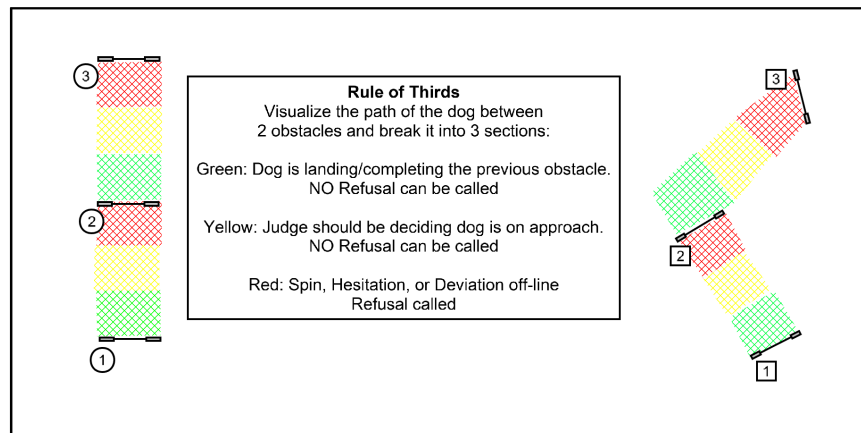 3
2
1
Rule of Thirds
Visualize the path of the dog between
2 obstacles and break it into 3 sections:
Green: Dog is landing/completing the previous obstacle.
NO Refusal can be called
Yellow: Judge should be deciding dog is on approach.
NO Refusal can be called
Red: Spin, Hesitation, or Deviation off-line
Refusal called
3
2
1